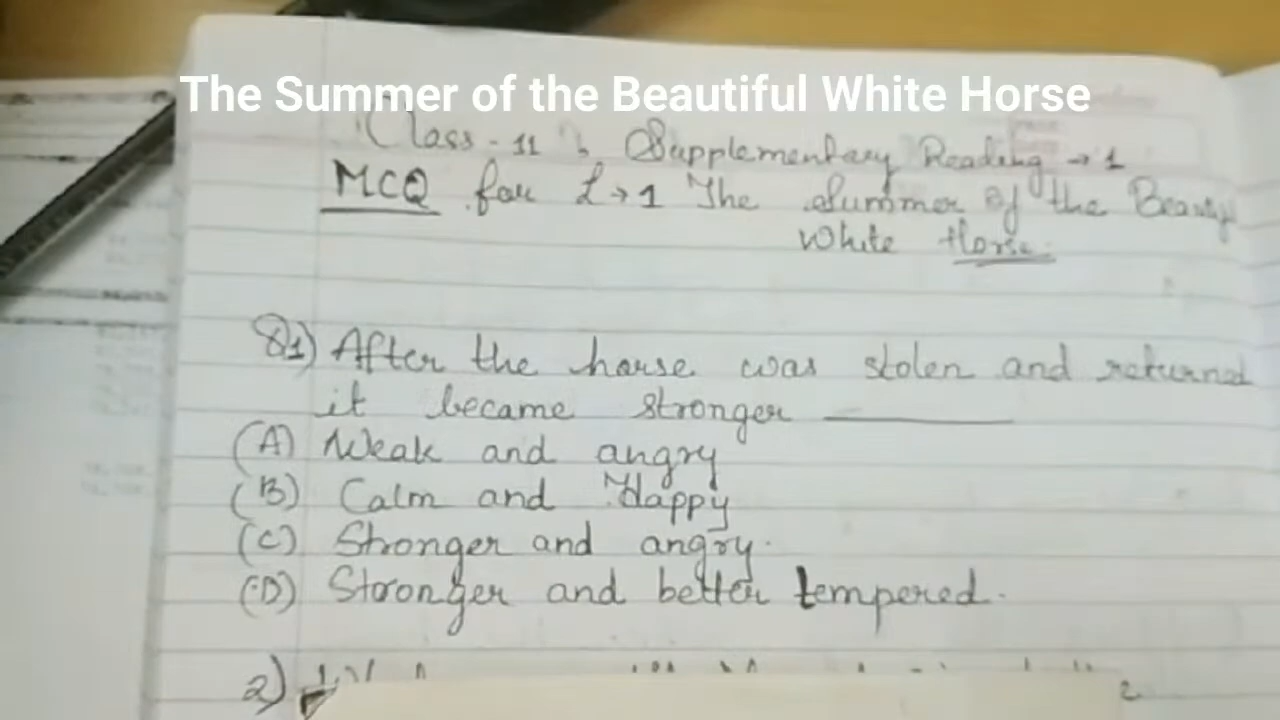 The Summer of the Beautiful White Horse
Class - 11, Supplementary Reading → 1
MCQ for L→1 The Summer of the
White Horse.
Q1) After the horse was stolen and returned
it became stronger ______
(A) Weak and angry
(B) Calm and Happy
(C) Stronger and angry.
(D) Stronger and better tempered.
2)